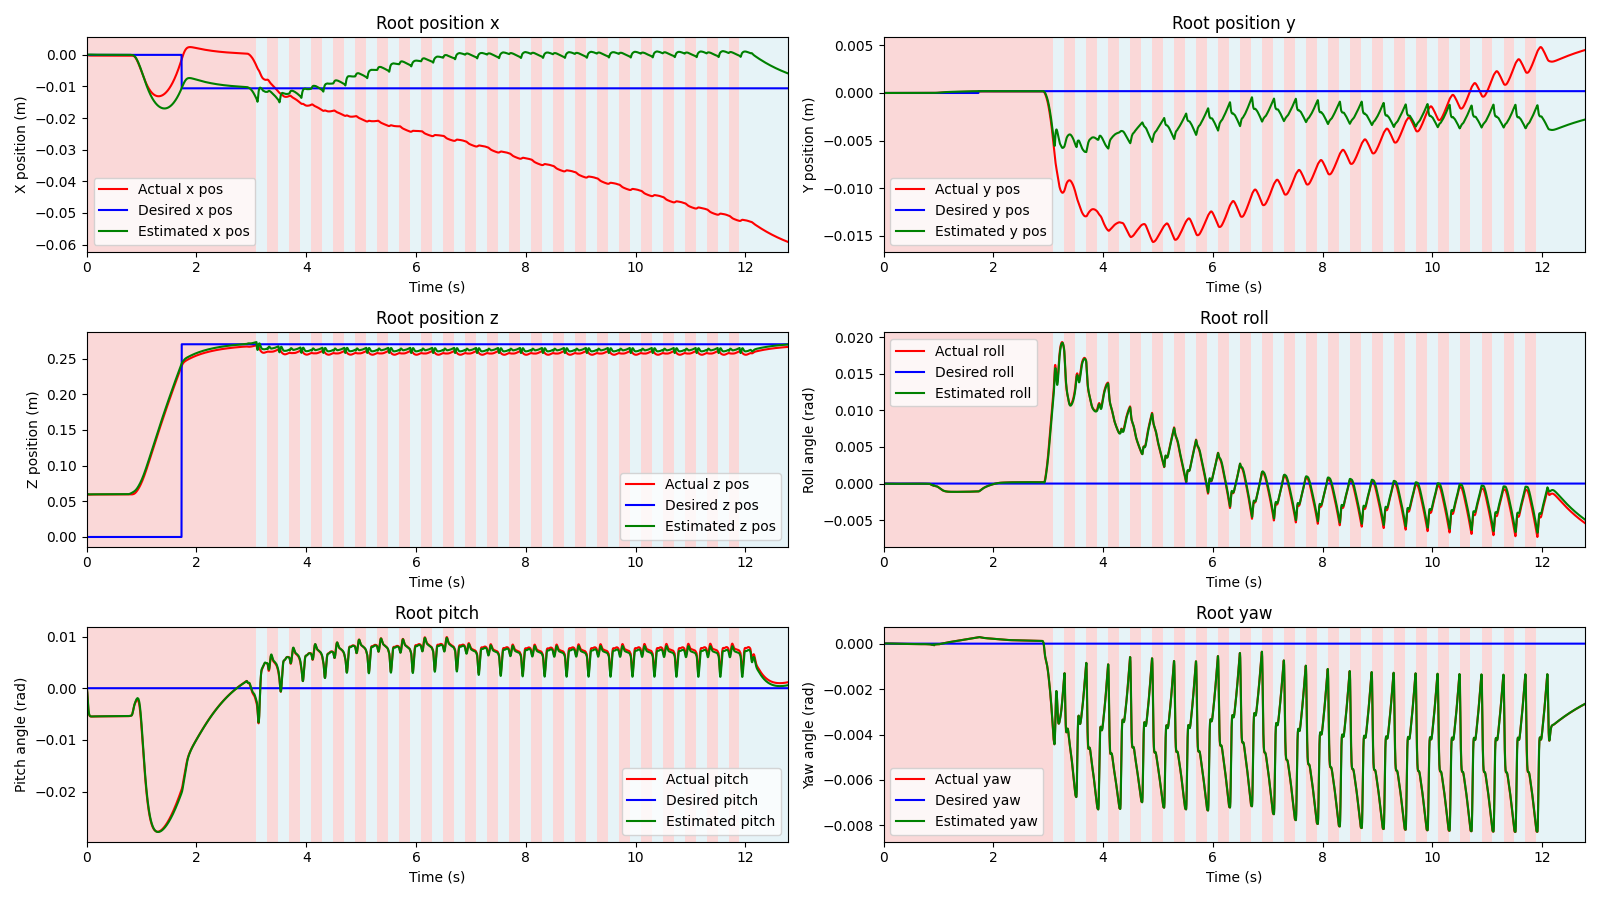 Root position x
X position (m)
0.00
−0.01
−0.02
−0.03
−0.04
−0.05
−0.06
Actual x pos
Desired x pos
Estimated x pos
0 2 4 6 8 10 12
Time (s)
Root position y
Y position (m)
0.005
0.000
−0.005
−0.010
−0.015
Actual y pos
Desired y pos
Estimated y pos
0 2 4 6 8 10 12
Time (s)
Root position z
Z position (m)
0.25
0.20
0.15
0.10
0.05
0.00
Actual z pos
Desired z pos
Estimated z pos
0 2 4 6 8 10 12
Time (s)
Root roll
Roll angle (rad)
0.020
0.015
0.010
0.005
0.000
−0.005
Actual roll
Desired roll
Estimated roll
0 2 4 6 8 10 12
Time (s)
Root pitch
Pitch angle (rad)
0.01
0.00
−0.01
−0.02
Actual pitch
Desired pitch
Estimated pitch
0 2 4 6 8 10 12
Time (s)
Root yaw
Yaw angle (rad)
0.000
−0.002
−0.004
−0.006
−0.008
Actual yaw
Desired yaw
Estimated yaw
0 2 4 6 8 10 12
Time (s)